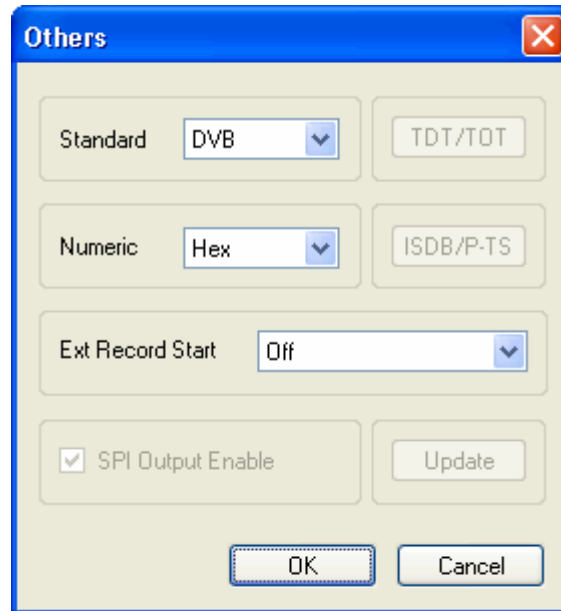 Others
Standard DVB TDT/TOT
Numeric Hex ISDB/P-TS
Ext Record Start Off
SPI Output Enable Update
OK Cancel